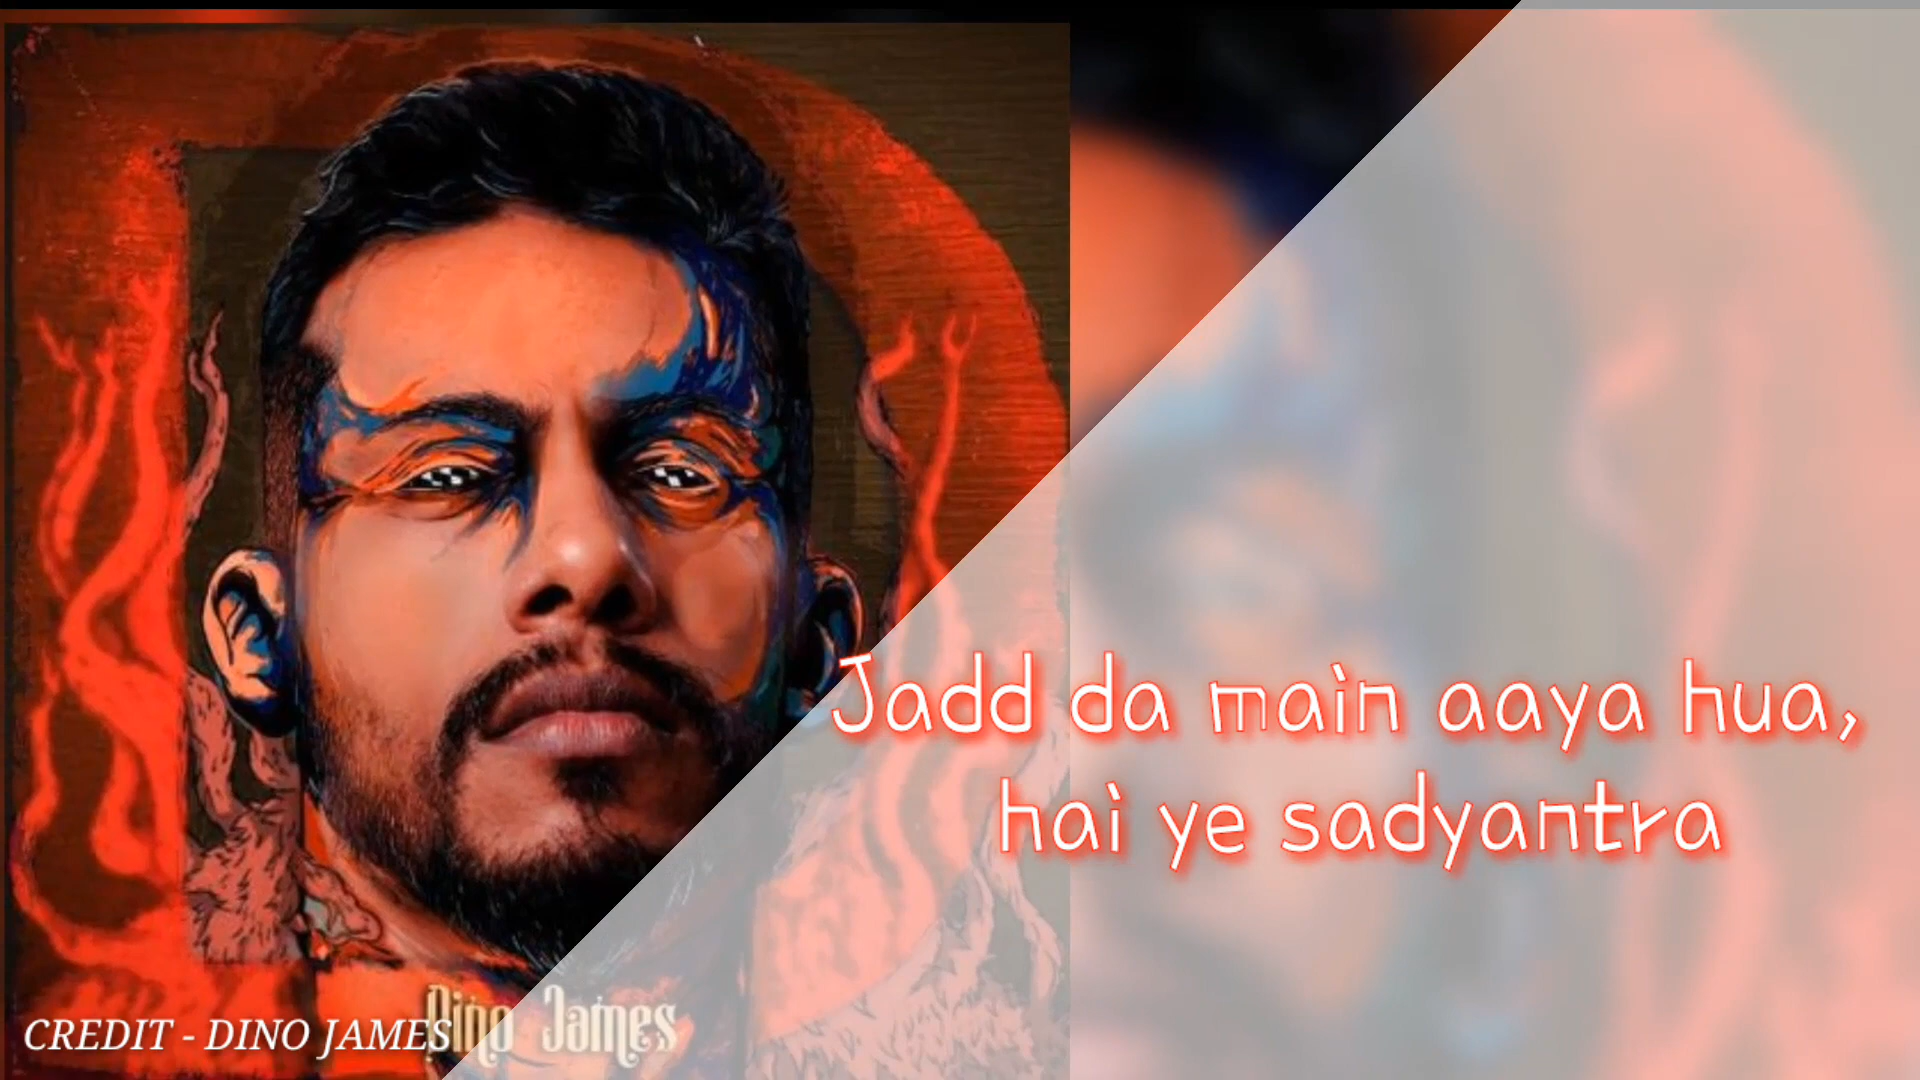 Jadd da main aaya hua,
hai ye sadyantra
Dino James
CREDIT - DINO JAMES